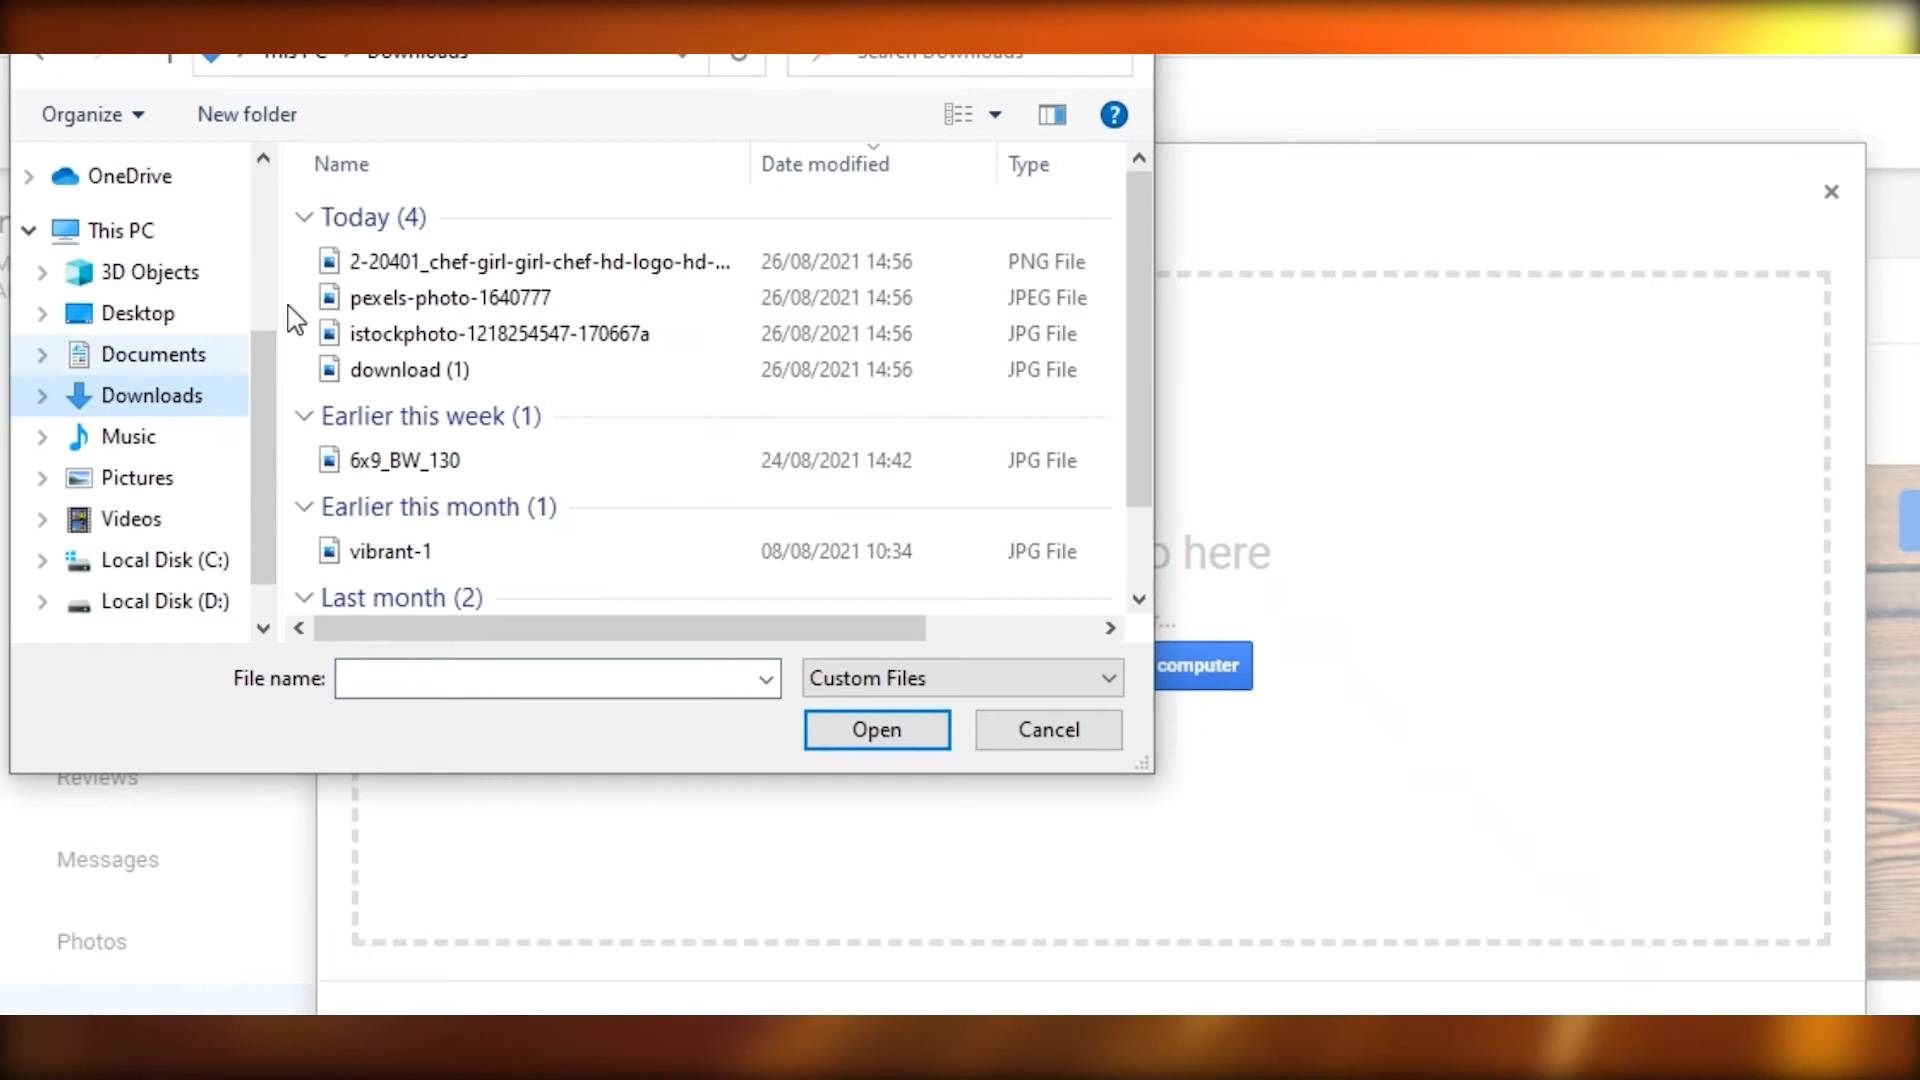 This PC Downloads Search Downloads
Organize New folder
Name Date modified Type
OneDrive
This PC
3D Objects
Desktop
Documents
Downloads
Music
Pictures
Videos
Local Disk (C:)
Local Disk (D:)
Today (4)
2-20401_chef-girl-girl-chef-hd-logo-hd-... 26/08/2021 14:56 PNG File
pexels-photo-1640777 26/08/2021 14:56 JPEG File
istockphoto-1218254547-170667a 26/08/2021 14:56 JPG File
download (1) 26/08/2021 14:56 JPG File
Earlier this week (1)
6x9_BW_130 24/08/2021 14:42 JPG File
Earlier this month (1)
vibrant-1 08/08/2021 10:34 JPG File
Last month (2)
File name: Custom Files
Open Cancel
here
computer
Reviews
Messages
Photos